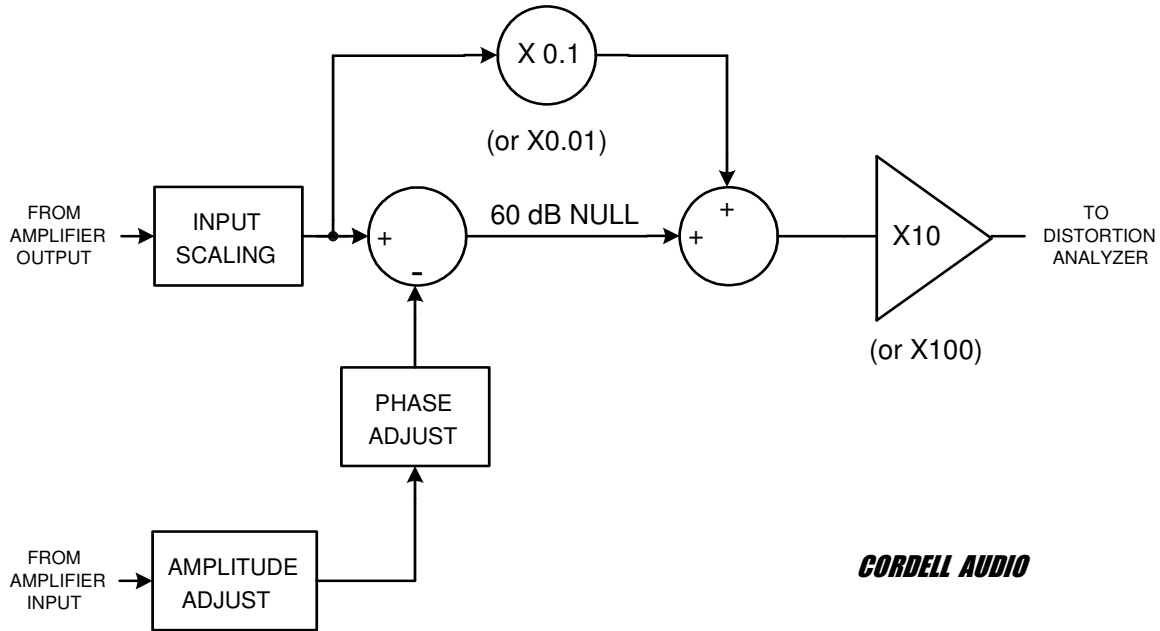 X 0.1
(or X0.01)
FROM
AMPLIFIER
OUTPUT
INPUT
SCALING
+
-
60 dB NULL
+
+
X10
(or X100)
TO
DISTORTION
ANALYZER
PHASE
ADJUST
FROM
AMPLIFIER
INPUT
AMPLITUDE
ADJUST
CORDELL AUDIO